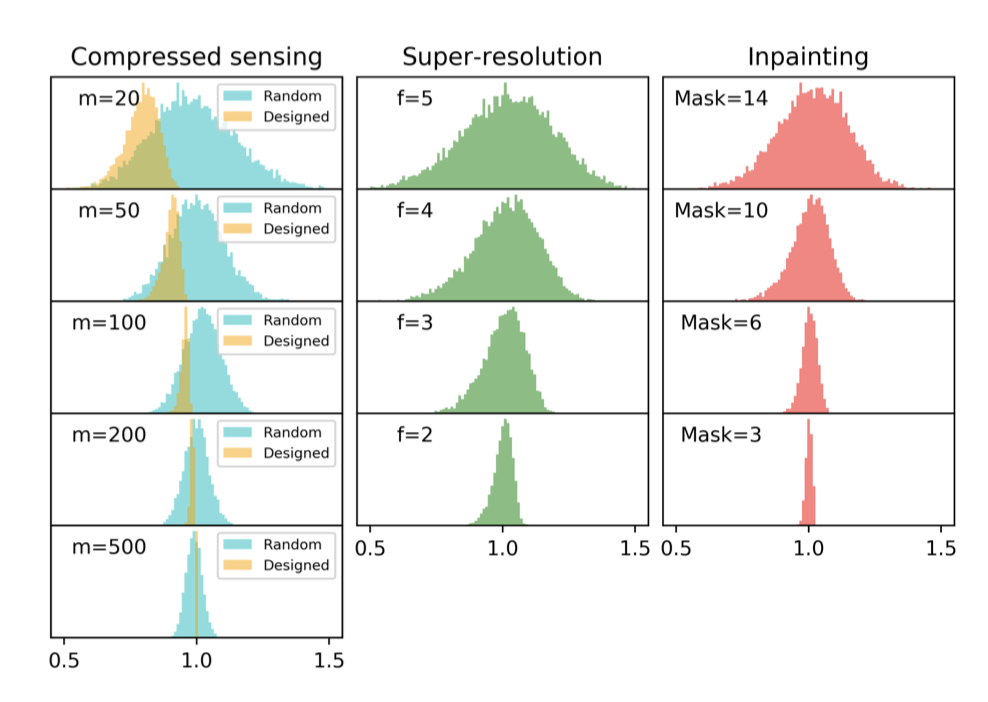 Compressed sensing
Super-resolution
Inpainting
m=20
Random
Designed
f=5
Mask=14
m=50
Random
Designed
f=4
Mask=10
m=100
Random
Designed
f=3
Mask=6
m=200
Random
Designed
f=2
Mask=3
m=500
Random
Designed
0.5 1.0 1.5
0.5 1.0 1.5
0.5 1.0 1.5